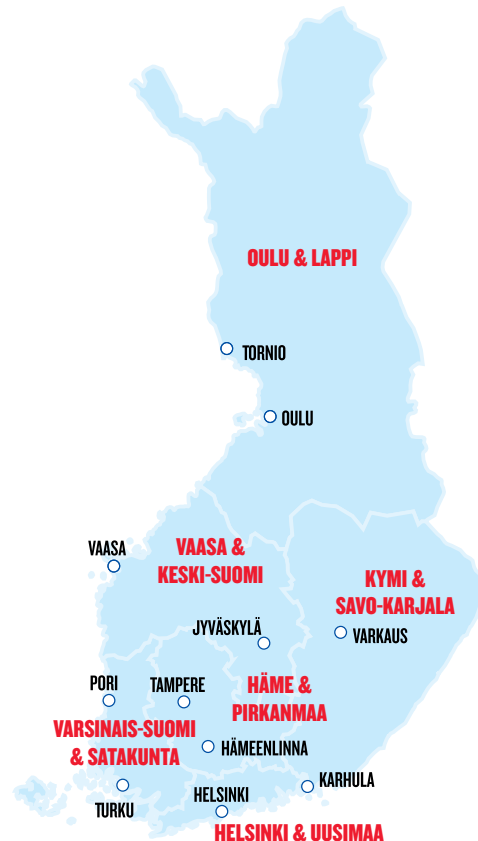 OULU & LAPPI
TORNIO
OULU
VAASA
VAASA &
KESKI-SUOMI
KYMI &
SAVO-KARJALA
JYVÄSKYLÄ
VARKAUS
PORI
TAMPERE
HÄME &
PIRKANMAA
VARSINAIS-SUOMI
& SATAKUNTA
HÄMEENLINNA
KARHULA
HELSINKI
TURKU
HELSINKI & UUSIMAA